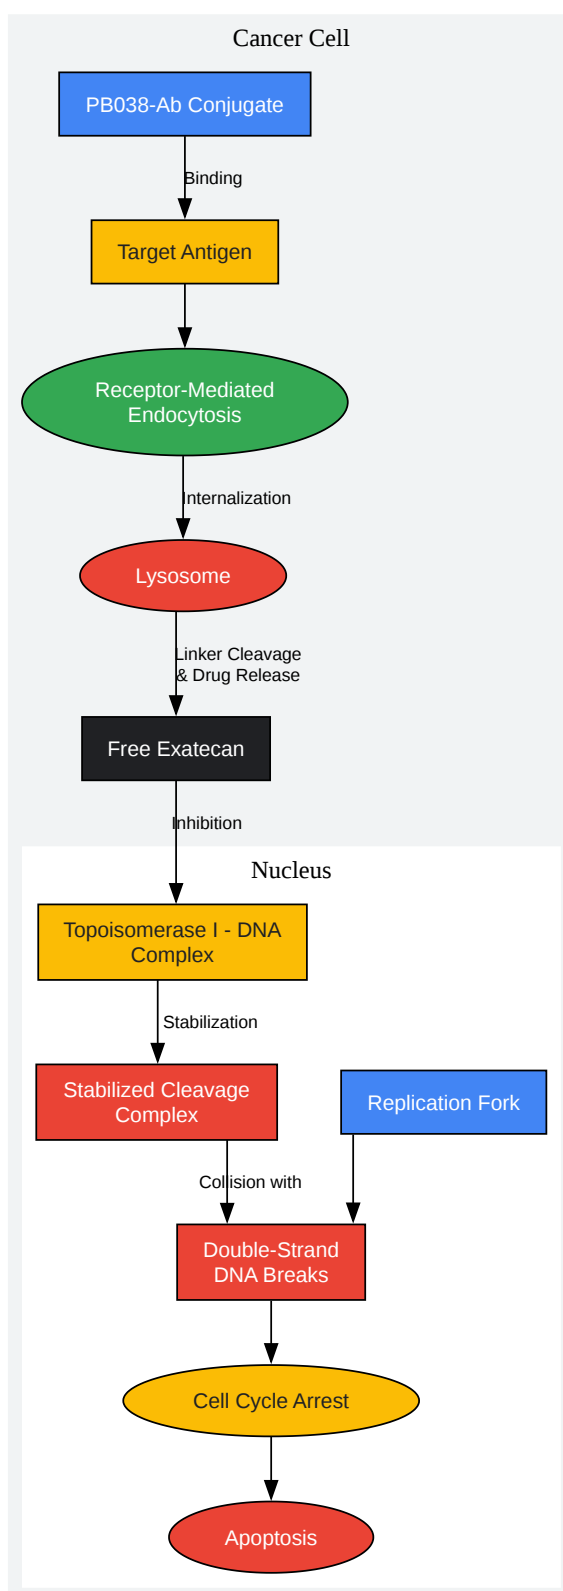 Cancer Cell
PB038-Ab Conjugate
Binding
Target Antigen
Receptor-Mediated
Endocytosis
Internalization
Lysosome
Linker Cleavage
& Drug Release
Free Exatecan
Inhibition
Nucleus
Topoisomerase I - DNA
Complex
Stabilization
Stabilized Cleavage
Complex
Replication Fork
Collision with
Double-Strand
DNA Breaks
Cell Cycle Arrest
Apoptosis